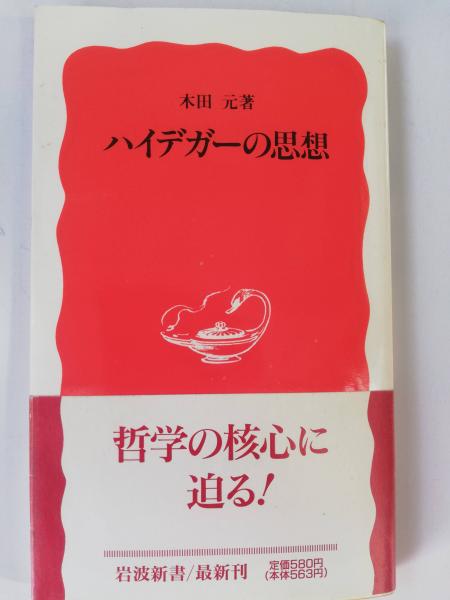 木田 元著
ハイデガーの思想
哲学の核心に
迫る!
岩波新書/最新刊
定価580円
(本体563円)